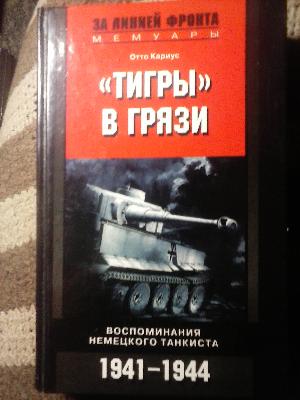 ЗА ЛИНИЕЙ ФРОНТА
МЕМУАРЫ
Отто Кариус
«ТИГРЫ»
В ГРЯЗИ
ВОСПОМИНАНИЯ
НЕМЕЦКОГО ТАНКИСТА
1941–1944